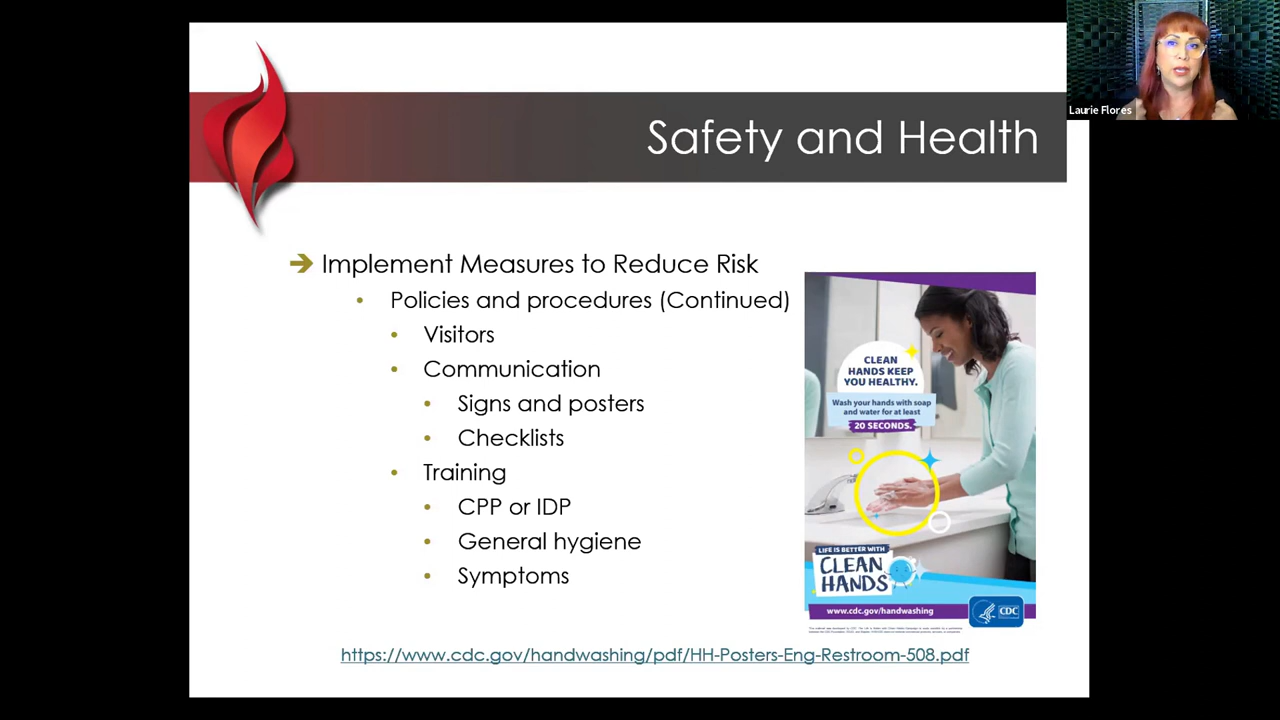 Laurie Flores
Safety and Health
Implement Measures to Reduce Risk
Policies and procedures (Continued)
Visitors
Communication
Signs and posters
Checklists
Training
CPP or IDP
General hygiene
Symptoms
CLEAN
HANDS KEEP
YOU HEALTHY.
Wash your hands with soap
and water for at least
20 SECONDS.
LIFE IS BETTER WITH
CLEAN
HANDS
www.cdc.gov/handwashing
CDC
https://www.cdc.gov/handwashing/pdf/HH-Posters-Eng-Restroom-508.pdf